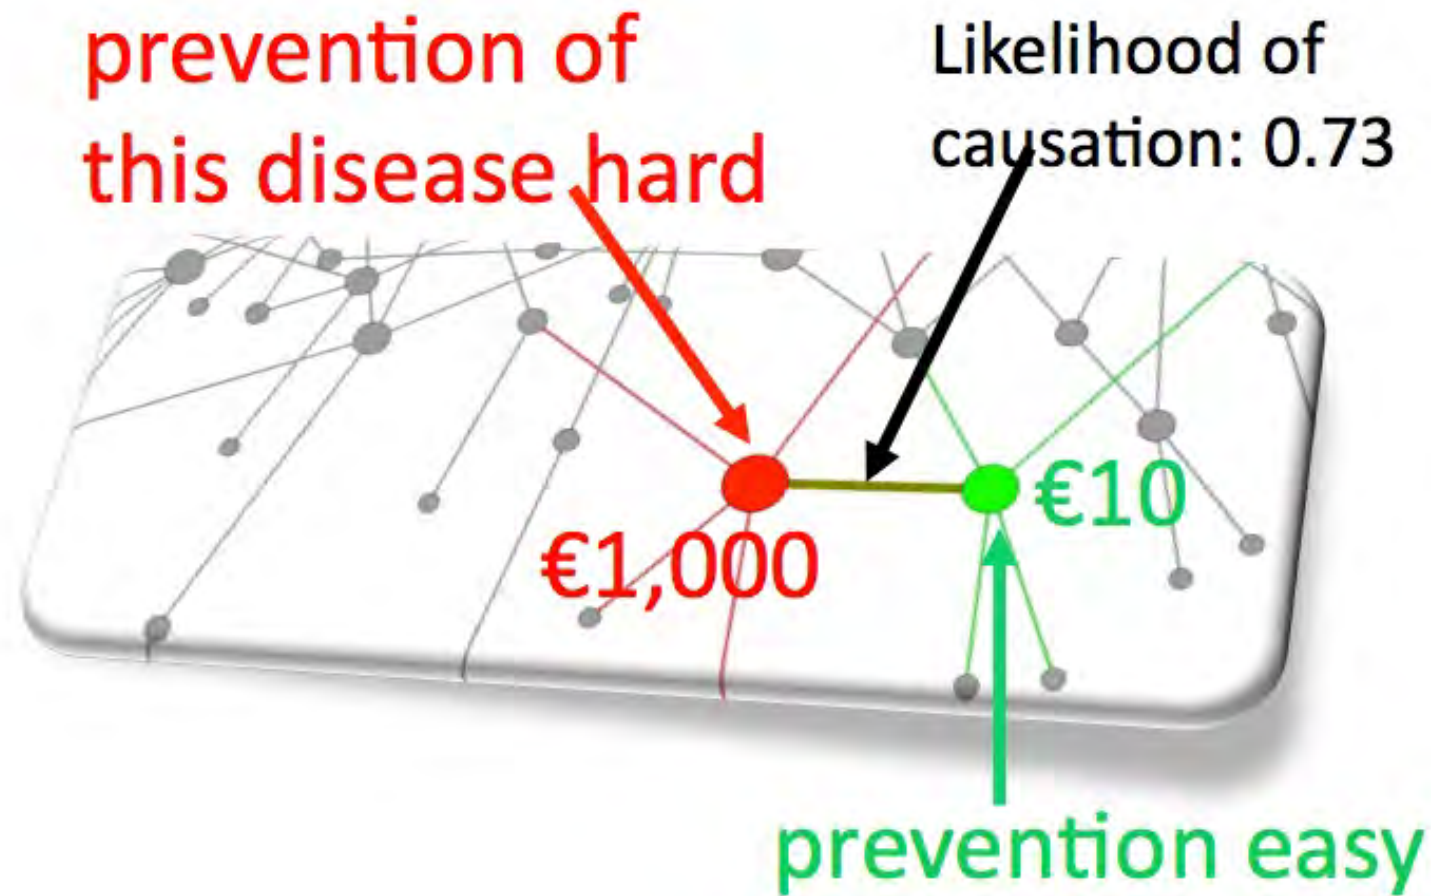 prevention of
this disease hard
Likelihood of
causation: 0.73
€10
€1,000
prevention easy